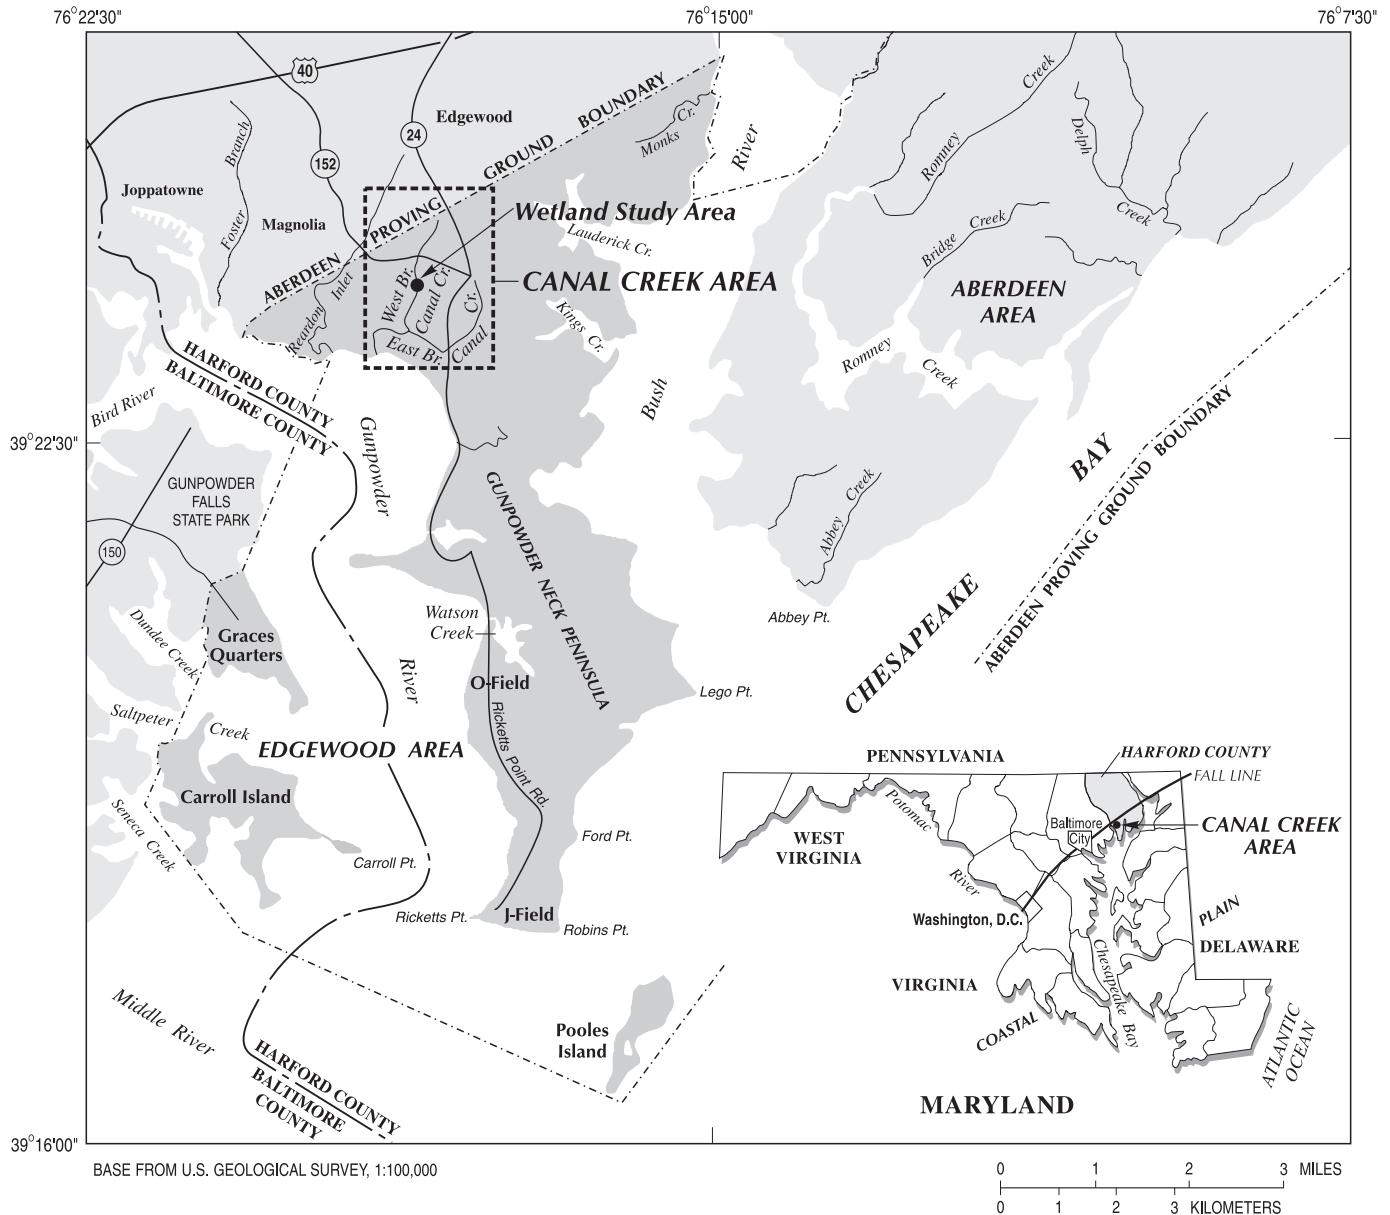 76°22'30"
76°15'00"
76°7'30"
40
Edgewood
24
152
ABERDEEN PROVING GROUND BOUNDARY
Monks Cr.
River
Romney Creek
Delph Creek
Foster Branch
Joppatowne
Magnolia
Wetland Study Area
Lauderick Cr.
Bridge Creek
CANAL CREEK AREA
ABERDEEN
AREA
Reardon Inlet
West Br.
Canal Cr.
East Br.
Canal Cr.
Kings Cr.
Romney Creek
HARFORD COUNTY
BALTIMORE COUNTY
Bird River
Bush
39°22'30"
Gunpowder
BAY
ABERDEEN PROVING GROUND BOUNDARY
GUNPOWDER
FALLS
STATE PARK
GUNPOWDER NECK PENINSULA
Abbey Creek
150
CHESAPEAKE
Abbey Pt.
Watson
Creek
Dundee Creek
Graces
Quarters
River
O-Field
Lego Pt.
Saltpeter Creek
EDGEWOOD AREA
Ricketts Point Rd.
Carroll Island
Seneca Creek
Ford Pt.
Carroll Pt.
Ricketts Pt.
J-Field
Robins Pt.
Middle River
Pooles
Island
HARFORD COUNTY
BALTIMORE
COUNTY
PENNSYLVANIA
HARFORD COUNTY
FALL LINE
Potomac
River
WEST
VIRGINIA
Baltimore
City
CANAL CREEK
AREA
Washington, D.C.
PLAIN
DELAWARE
Chesapeake Bay
VIRGINIA
COASTAL
ATLANTIC
OCEAN
MARYLAND
39°16'00"
BASE FROM U.S. GEOLOGICAL SURVEY, 1:100,000
0 1 2 3 MILES
0 1 2 3 KILOMETERS
Abbey